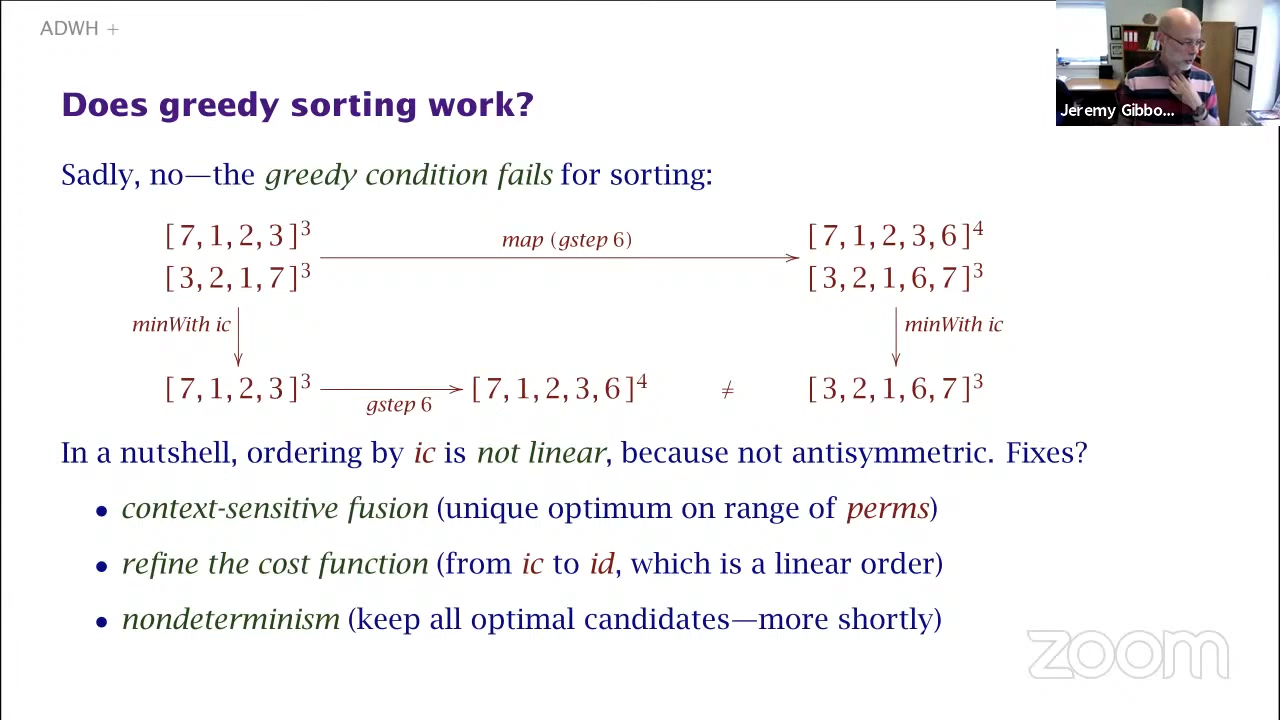 ADWH +
Jeremy Gibbo...
Does greedy sorting work?
Sadly, no—the greedy condition fails for sorting:
[7, 1, 2, 3]³ map (gstep 6) [7, 1, 2, 3, 6]⁴
[3, 2, 1, 7]³ [3, 2, 1, 6, 7]³
minWith ic minWith ic
[7, 1, 2, 3]³ gstep 6 [7, 1, 2, 3, 6]⁴ ≠ [3, 2, 1, 6, 7]³
In a nutshell, ordering by ic is not linear, because not antisymmetric. Fixes?
• context-sensitive fusion (unique optimum on range of perms)
• refine the cost function (from ic to id, which is a linear order)
• nondeterminism (keep all optimal candidates—more shortly)
zoom